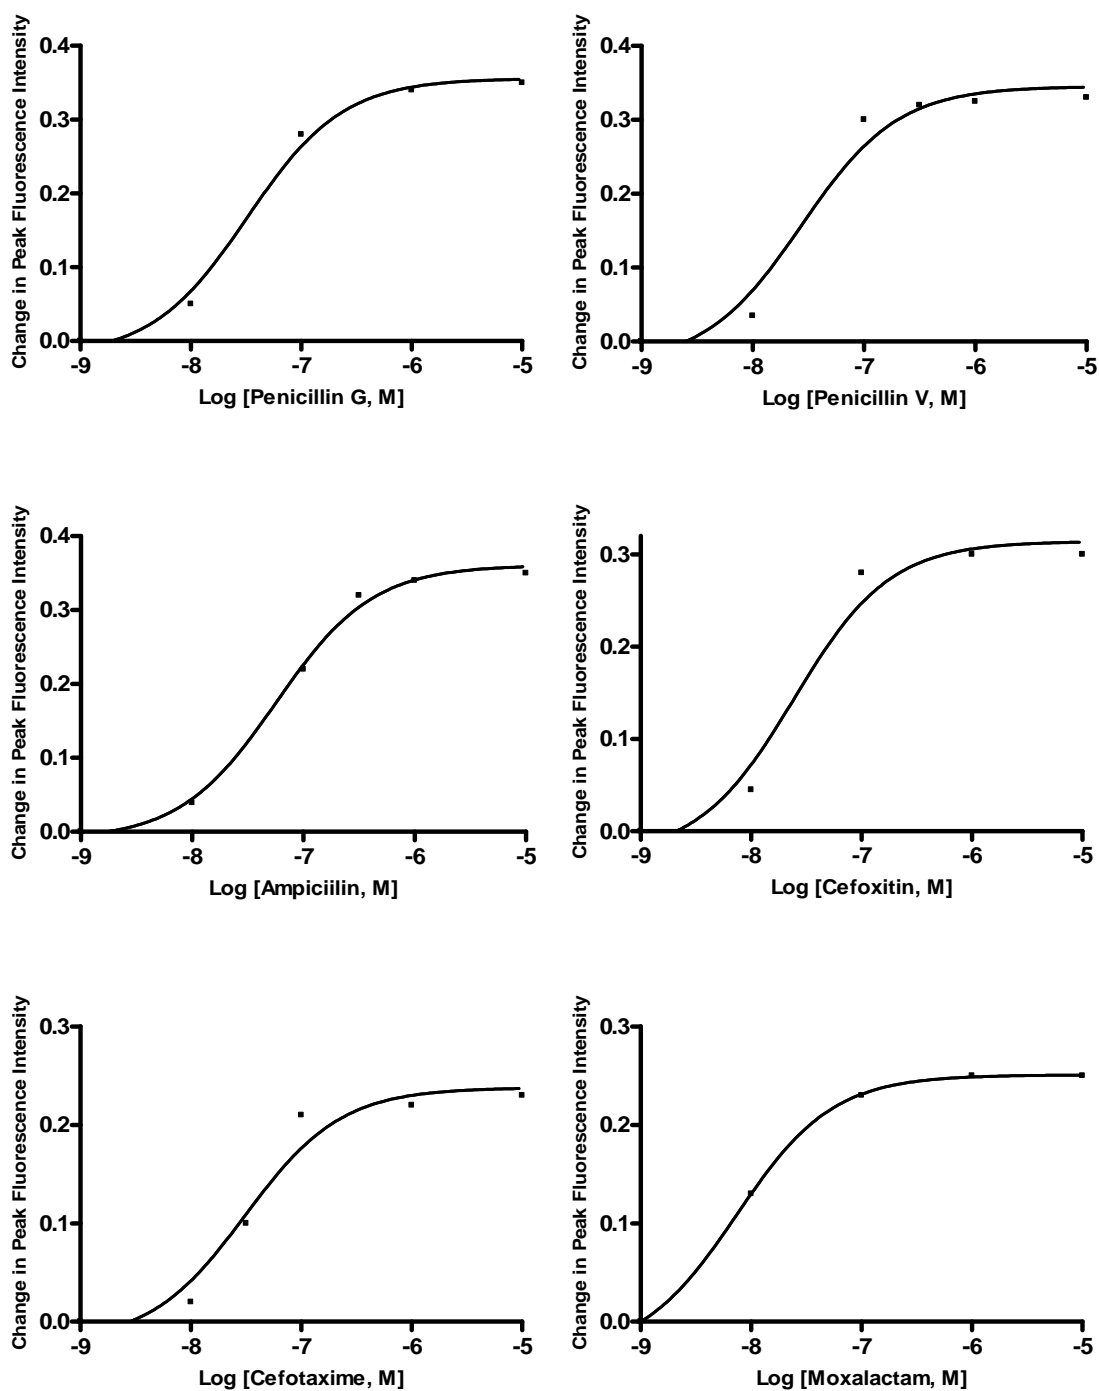 Change in Peak Fluorescence Intensity
0.4
0.3
0.2
0.1
0.0
-9 -8 -7 -6 -5
Log [Penicillin G, M]
Change in Peak Fluorescence Intensity
0.4
0.3
0.2
0.1
0.0
-9 -8 -7 -6 -5
Log [Penicillin V, M]
Change in Peak Fluorescence Intensity
0.4
0.3
0.2
0.1
0.0
-9 -8 -7 -6 -5
Log [Ampiciilin, M]
Change in Peak Fluorescence Intensity
0.3
0.2
0.1
0.0
-9 -8 -7 -6 -5
Log [Cefoxitin, M]
Change in Peak Fluorescence Intensity
0.3
0.2
0.1
0.0
-9 -8 -7 -6 -5
Log [Cefotaxime, M]
Change in Peak Fluorescence Intensity
0.3
0.2
0.1
0.0
-9 -8 -7 -6 -5
Log [Moxalactam, M]